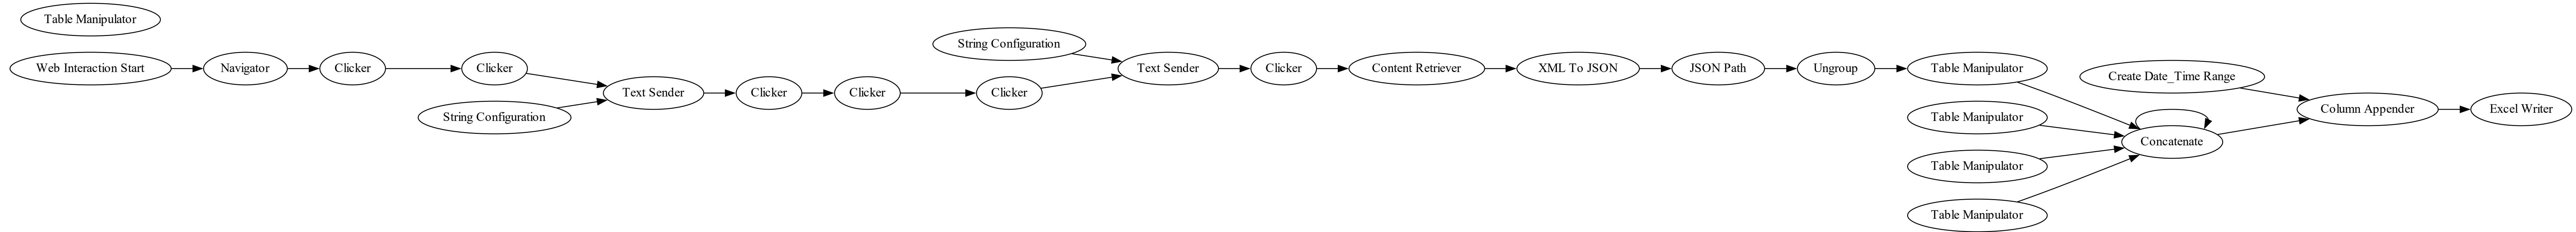 Table Manipulator
Web Interaction Start
Navigator
Clicker
Clicker
String Configuration
Text Sender
Clicker
Clicker
Clicker
String Configuration
Text Sender
Clicker
Content Retriever
XML To JSON
JSON Path
Ungroup
Table Manipulator
Table Manipulator
Table Manipulator
Table Manipulator
Concatenate
Create Date_Time Range
Column Appender
Excel Writer